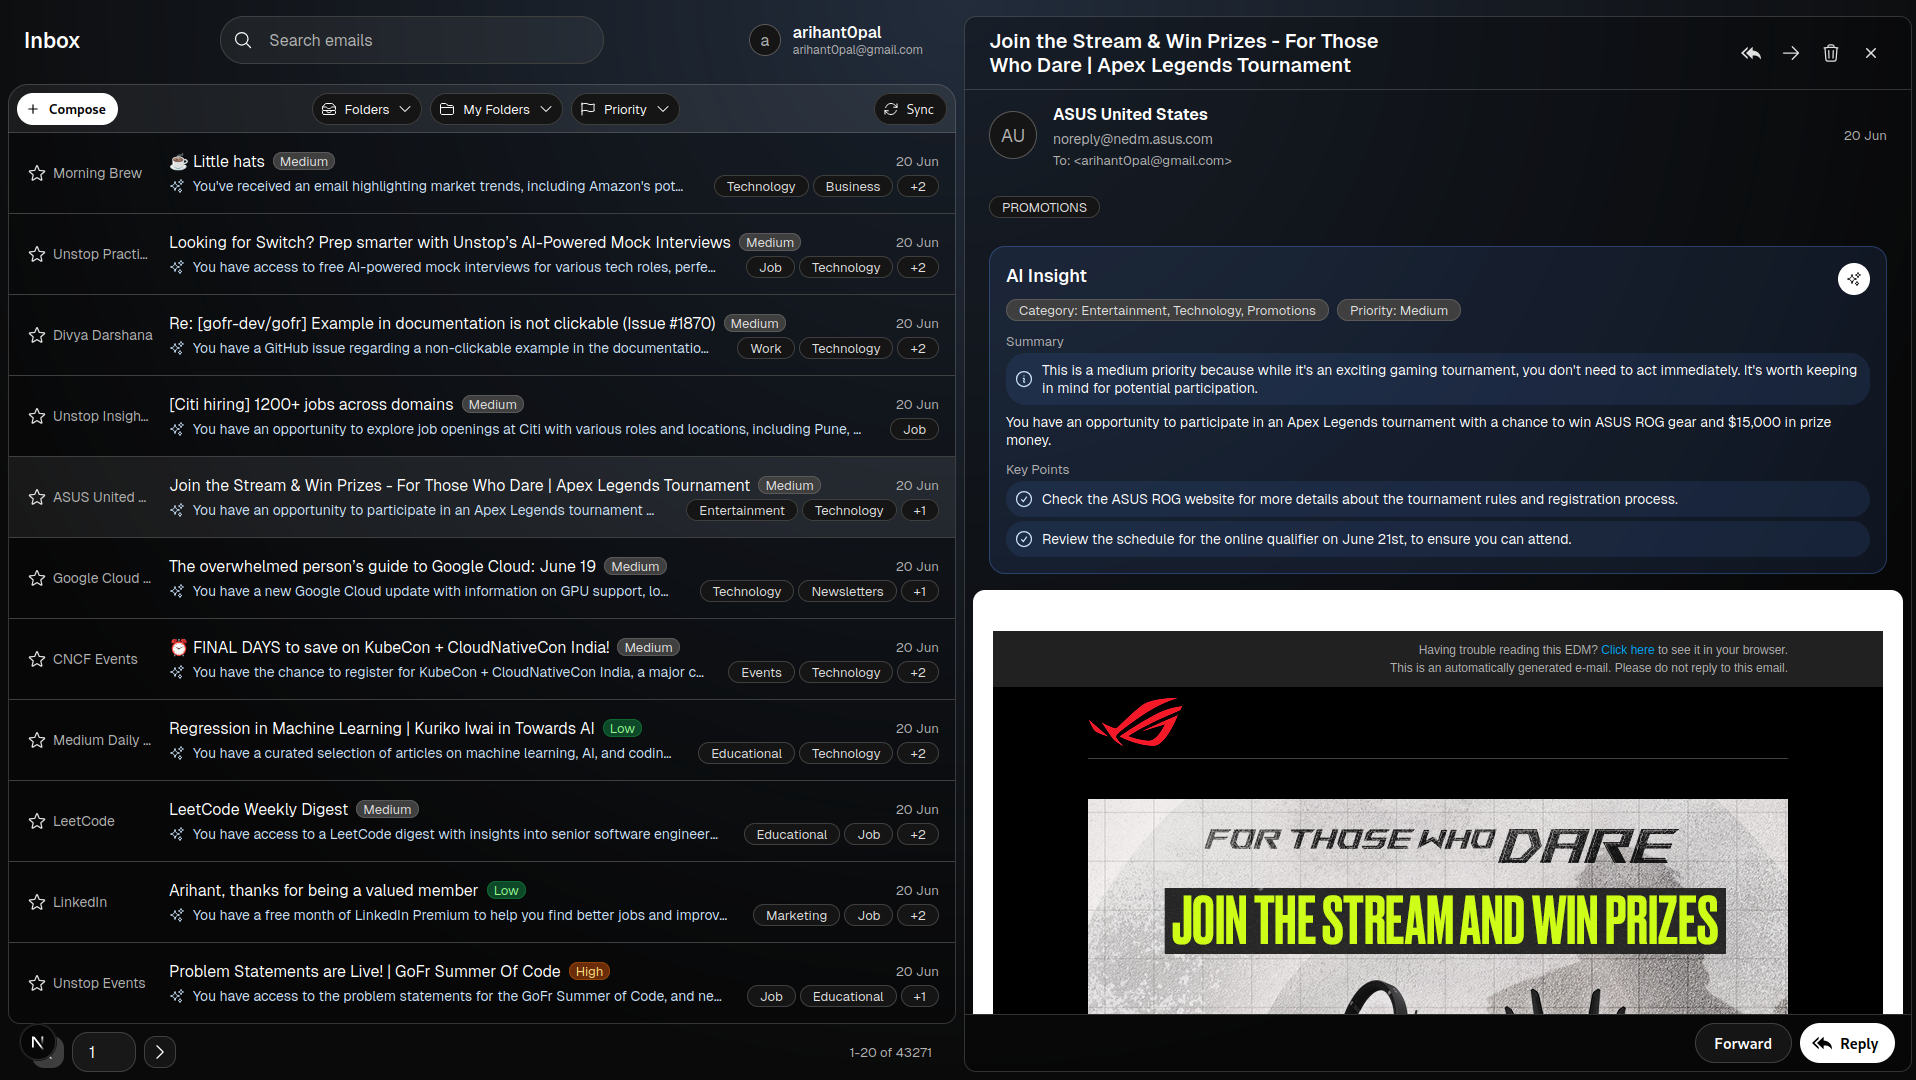 Inbox
Search emails
a
arihant0pal
arihant0pal@gmail.com
+ Compose
Folders
My Folders
Priority
Sync
Morning Brew
☕ Little hats Medium 20 Jun
You've received an email highlighting market trends, including Amazon's pot... Technology Business +2
Unstop Practi...
Looking for Switch? Prep smarter with Unstop's AI-Powered Mock Interviews Medium 20 Jun
You have access to free AI-powered mock interviews for various tech roles, perfe... Job Technology +2
Divya Darshana
Re: [gofr-dev/gofr] Example in documentation is not clickable (Issue #1870) Medium 20 Jun
You have a GitHub issue regarding a non-clickable example in the documentatio... Work Technology +2
Unstop Insigh...
[Citi hiring] 1200+ jobs across domains Medium 20 Jun
You have an opportunity to explore job openings at Citi with various roles and locations, including Pune, ... Job
ASUS United ...
Join the Stream & Win Prizes - For Those Who Dare | Apex Legends Tournament Medium 20 Jun
You have an opportunity to participate in an Apex Legends tournament ... Entertainment Technology +1
Google Cloud ...
The overwhelmed person's guide to Google Cloud: June 19 Medium 20 Jun
You have a new Google Cloud update with information on GPU support, lo... Technology Newsletters +1
CNCF Events
⏰ FINAL DAYS to save on KubeCon + CloudNativeCon India! Medium 20 Jun
You have the chance to register for KubeCon + CloudNativeCon India, a major c... Events Technology +2
Medium Daily ...
Regression in Machine Learning | Kuriko Iwai in Towards AI Low 20 Jun
You have a curated selection of articles on machine learning, AI, and codin... Educational Technology +2
LeetCode
LeetCode Weekly Digest Medium 20 Jun
You have access to a LeetCode digest with insights into senior software engineer... Educational Job +2
LinkedIn
Arihant, thanks for being a valued member Low 20 Jun
You have a free month of LinkedIn Premium to help you find better jobs and improv... Marketing Job +2
Unstop Events
Problem Statements are Live! | GoFr Summer Of Code High 20 Jun
You have access to the problem statements for the GoFr Summer of Code, and ne... Job Educational +1
N
1
1-20 of 43271
Join the Stream & Win Prizes - For Those
Who Dare | Apex Legends Tournament
AU
ASUS United States
noreply@nedm.asus.com
To: <arihant0pal@gmail.com>
20 Jun
PROMOTIONS
AI Insight
Category: Entertainment, Technology, Promotions
Priority: Medium
Summary
This is a medium priority because while it's an exciting gaming tournament, you don't need to act immediately. It's worth keeping
in mind for potential participation.
You have an opportunity to participate in an Apex Legends tournament with a chance to win ASUS ROG gear and $15,000 in prize
money.
Key Points
Check the ASUS ROG website for more details about the tournament rules and registration process.
Review the schedule for the online qualifier on June 21st, to ensure you can attend.
Having trouble reading this EDM? Click here to see it in your browser.
This is an automatically generated e-mail. Please do not reply to this email.
FOR THOSE WHO DARE
JOIN THE STREAM AND WIN PRIZES
Forward
Reply